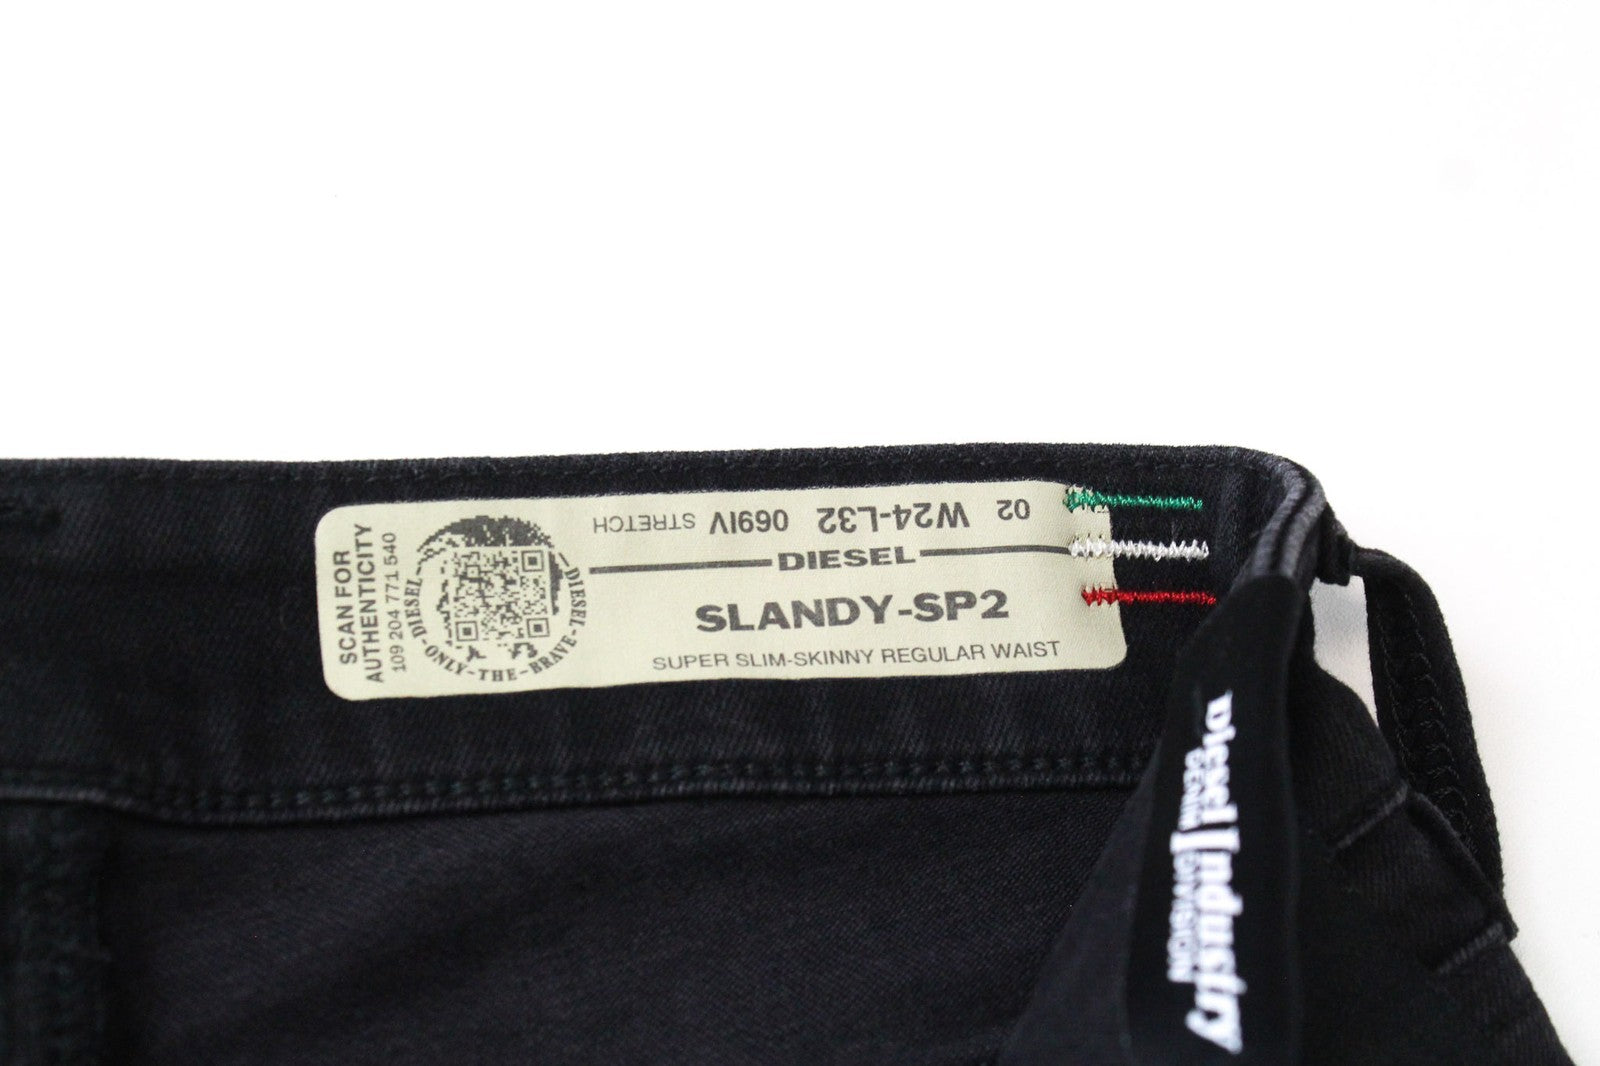 SCAN FOR
AUTHENTICITY
109 204 771 540
DIESEL-ONLY-THE-BRAVE-DIESEL
02 W24-L32 069IV STRETCH
DIESEL
SLANDY-SP2
SUPER SLIM-SKINNY REGULAR WAIST
Diesel Industry
DENIM DIVISION